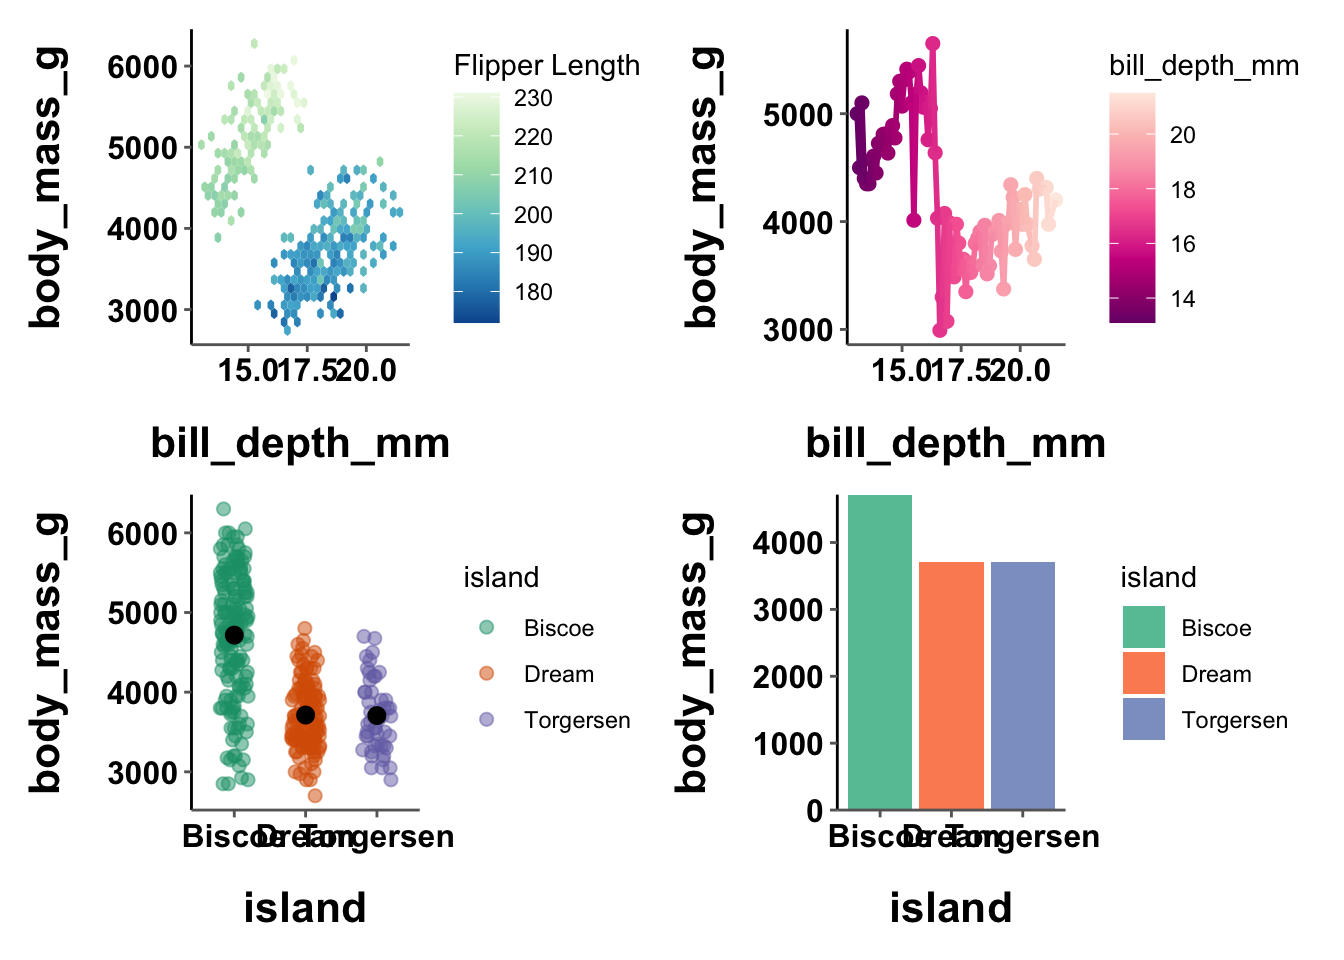 body_mass_g
6000
5000
4000
3000
15.0 17.5 20.0
bill_depth_mm
Flipper Length
230
220
210
200
190
180
body_mass_g
5000
4000
3000
15.0 17.5 20.0
bill_depth_mm
bill_depth_mm
20
18
16
14
body_mass_g
6000
5000
4000
3000
Biscoe Dream Torgersen
island
island
Biscoe
Dream
Torgersen
body_mass_g
4000
3000
2000
1000
0
Biscoe Dream Torgersen
island
island
Biscoe
Dream
Torgersen